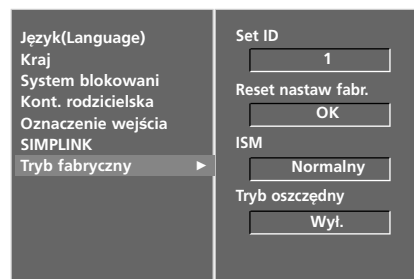 Język(Language)
Kraj
System blokowani
Kont. rodzicielska
Oznaczenie wejścia
SIMPLINK
Tryb fabryczny ►
Set ID
1
Reset nastaw fabr.
OK
ISM
Normalny
Tryb oszczędny
Wył.